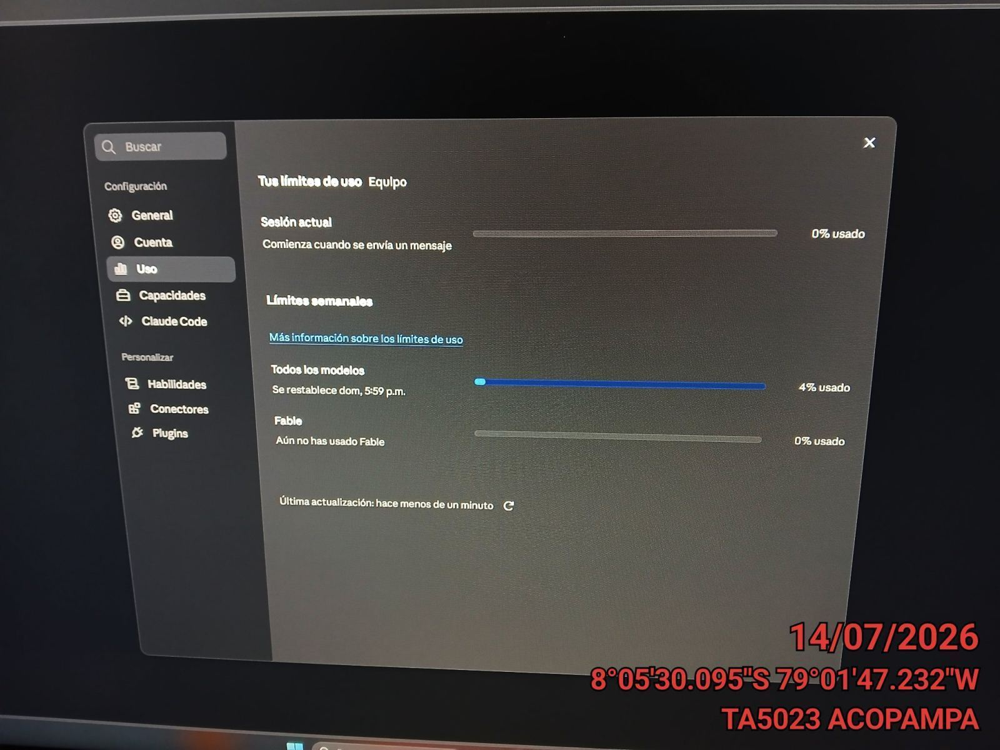 Buscar
Configuración
General
Cuenta
Uso
Capacidades
Claude Code
Personalizar
Habilidades
Conectores
Plugins
Tus límites de uso Equipo
Sesión actual
Comienza cuando se envía un mensaje
0% usado
Límites semanales
Más información sobre los límites de uso
Todos los modelos
Se restablece dom, 5:59 p.m.
4% usado
Fable
Aún no has usado Fable
0% usado
Última actualización: hace menos de un minuto
14/07/2026
8°05'30.095"S 79°01'47.232"W
TA5023 ACOPAMPA